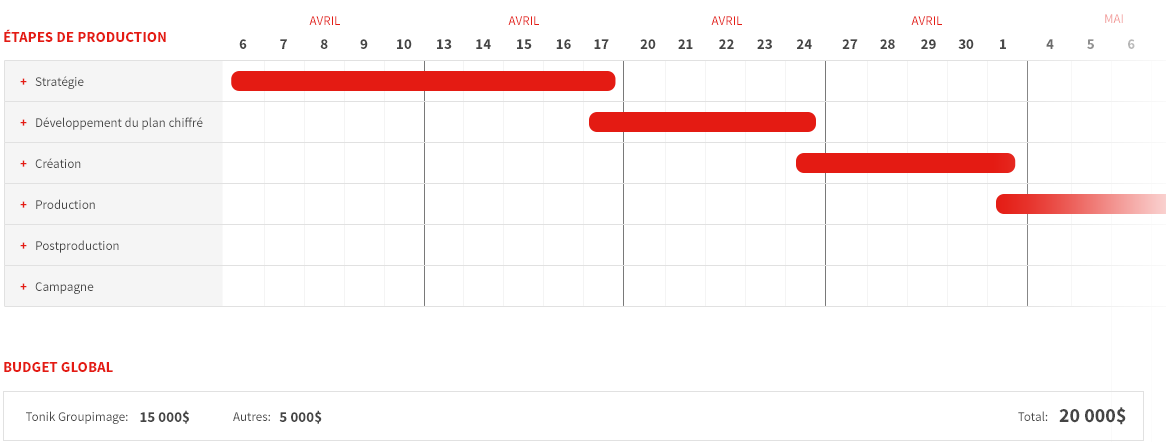 AVRIL AVRIL AVRIL AVRIL MAI
ÉTAPES DE PRODUCTION
6 7 8 9 10 13 14 15 16 17 20 21 22 23 24 27 28 29 30 1 4 5 6
+ Stratégie
+ Développement du plan chiffré
+ Création
+ Production
+ Postproduction
+ Campagne
BUDGET GLOBAL
Tonik Groupimage: 15 000$ Autres: 5 000$ Total: 20 000$